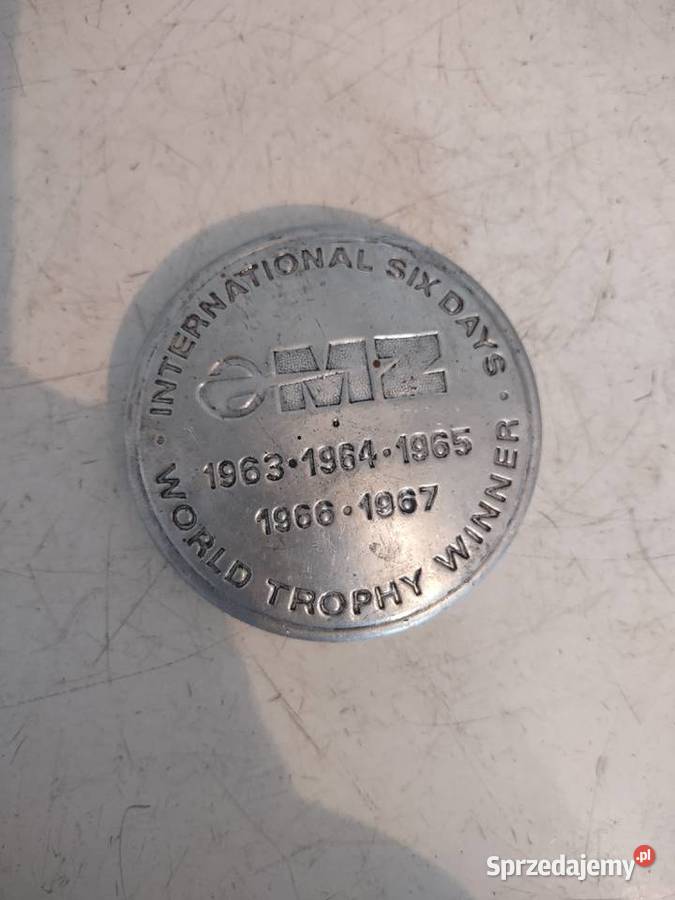 · INTERNATIONAL SIX DAYS ·
MZ
1963·1964·1965
1966·1967
WORLD TROPHY WINNER
Sprzedajemy.pl